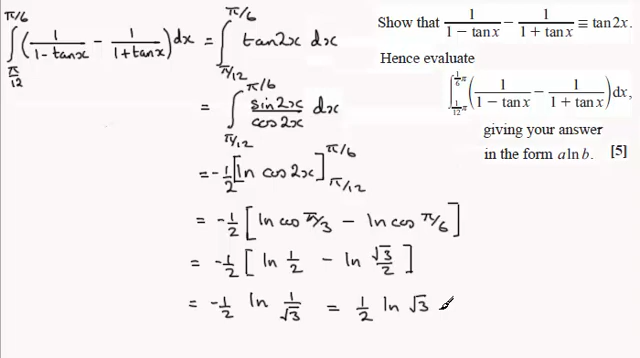 ∫_{π/12}^{π/6} (1/(1-tanx) - 1/(1+tanx)) dx = ∫_{π/12}^{π/6} tan2x dx
= ∫_{π/12}^{π/6} sin2x/cos2x dx
= -1/2 [ln cos2x]_{π/12}^{π/6}
= -1/2 [ln cos π/3 - ln cos π/6]
= -1/2 [ln 1/2 - ln √3/2]
= -1/2 ln 1/√3 = 1/2 ln √3
Show that 1/(1 - tan x) - 1/(1 + tan x) ≡ tan 2x.
Hence evaluate
∫_{1/12 π}^{1/6 π} (1/(1 - tan x) - 1/(1 + tan x)) dx,
giving your answer
in the form a ln b. [5]